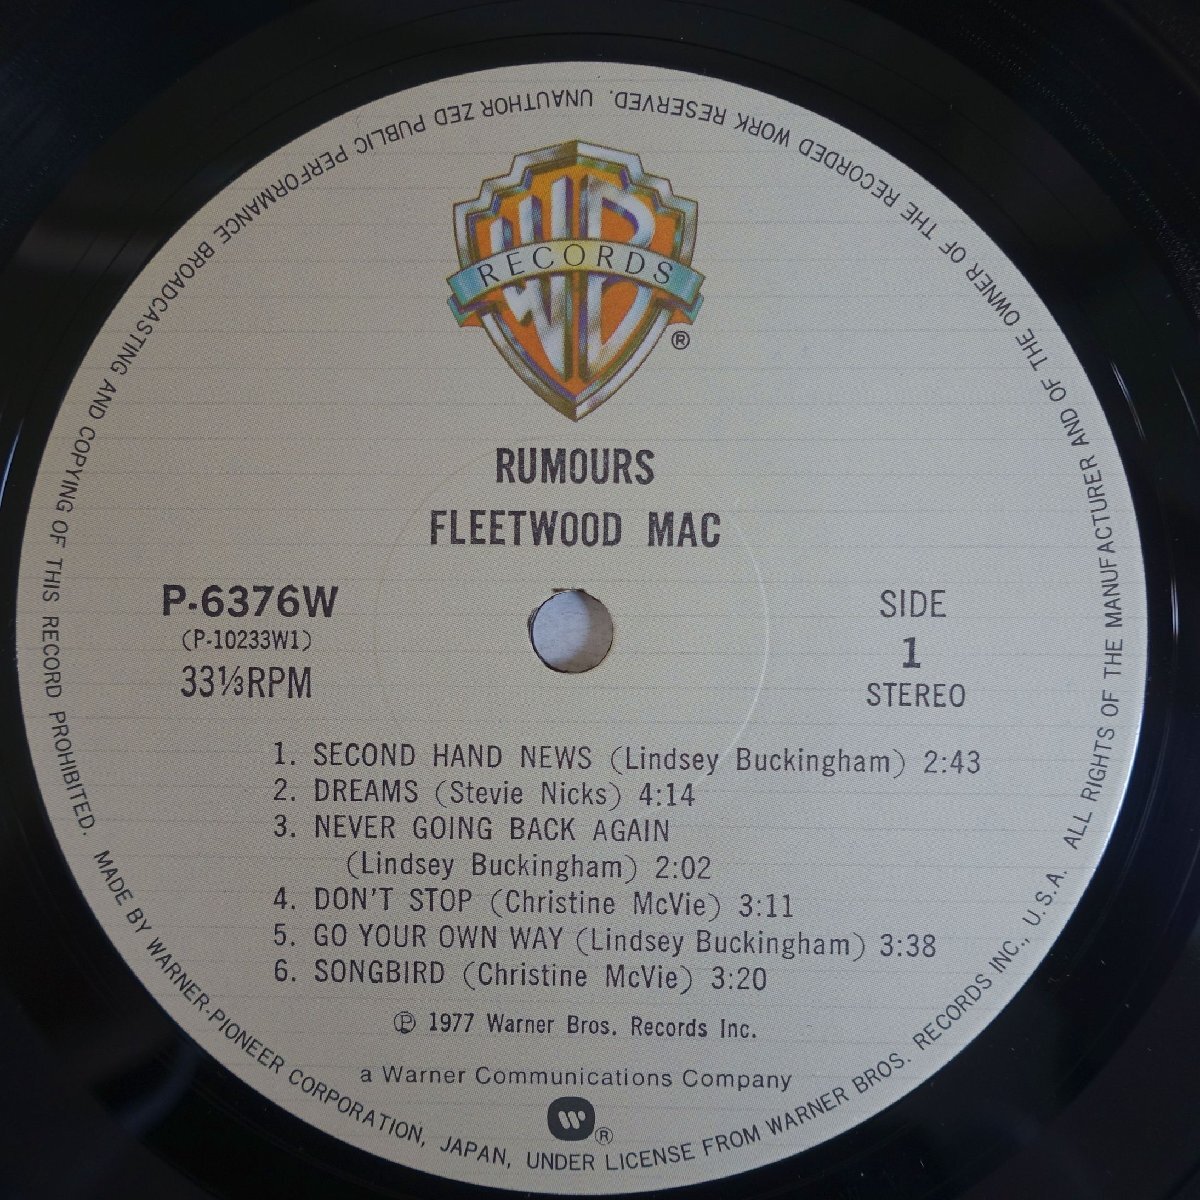 RECORDS
®
RUMOURS
FLEETWOOD MAC
P-6376W
(P-10233W1)
33⅓RPM
SIDE
1
STEREO
1. SECOND HAND NEWS (Lindsey Buckingham) 2:43
2. DREAMS (Stevie Nicks) 4:14
3. NEVER GOING BACK AGAIN
(Lindsey Buckingham) 2:02
4. DON'T STOP (Christine McVie) 3:11
5. GO YOUR OWN WAY (Lindsey Buckingham) 3:38
6. SONGBIRD (Christine McVie) 3:20
℗ 1977 Warner Bros. Records Inc.
a Warner Communications Company
®
MADE BY WARNER-PIONEER CORPORATION, JAPAN, UNDER LICENSE FROM WARNER BROS. RECORDS INC., U.S.A. ALL RIGHTS OF THE MANUFACTURER AND OF THE OWNER OF THE RECORDED WORK RESERVED. UNAUTHOR ZED PUBLIC PERFORMANCE BROADCASTING AND COPYING OF THIS RECORD PROHIBITED.